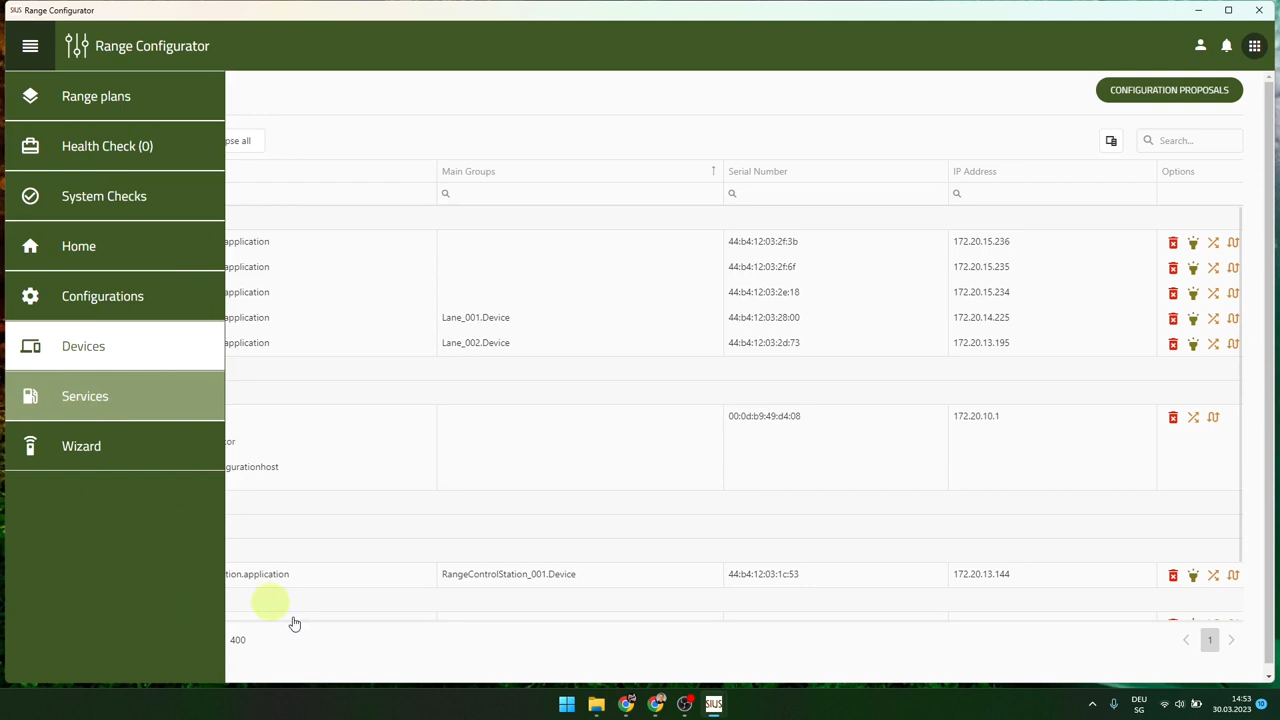 SIUS Range Configurator
Range Configurator
Range plans
CONFIGURATION PROPOSALS
Health Check (0)
pse all
Search...
Main Groups
Serial Number
IP Address
Options
System Checks
Home
application
44:b4:12:03:2f:3b
172.20.15.236
application
44:b4:12:03:2f:6f
172.20.15.235
Configurations
application
44:b4:12:03:2e:18
172.20.15.234
application
Lane_001.Device
44:b4:12:03:28:00
172.20.14.225
Devices
application
Lane_002.Device
44:b4:12:03:2d:73
172.20.13.195
Services
00:0d:b9:49:d4:08
172.20.10.1
tor
Wizard
gurationhost
tion.application
RangeControlStation_001.Device
44:b4:12:03:1c:53
172.20.13.144
400
1
SIUS
DEU
SG
14:53
30.03.2023
10